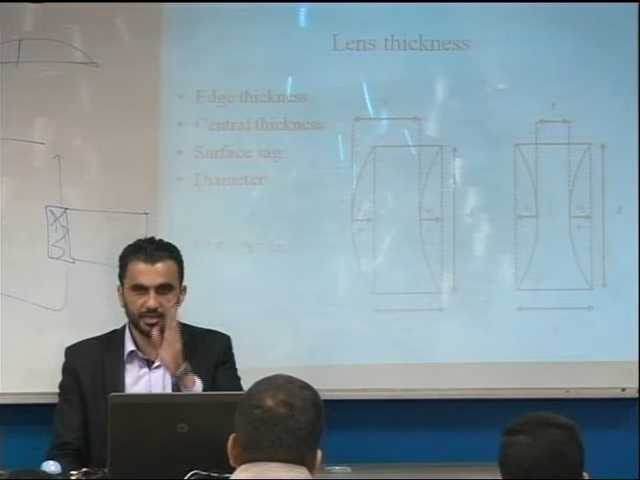 Lens thickness
• Edge thickness
• Central thickness
• Surface sag
• Diameter